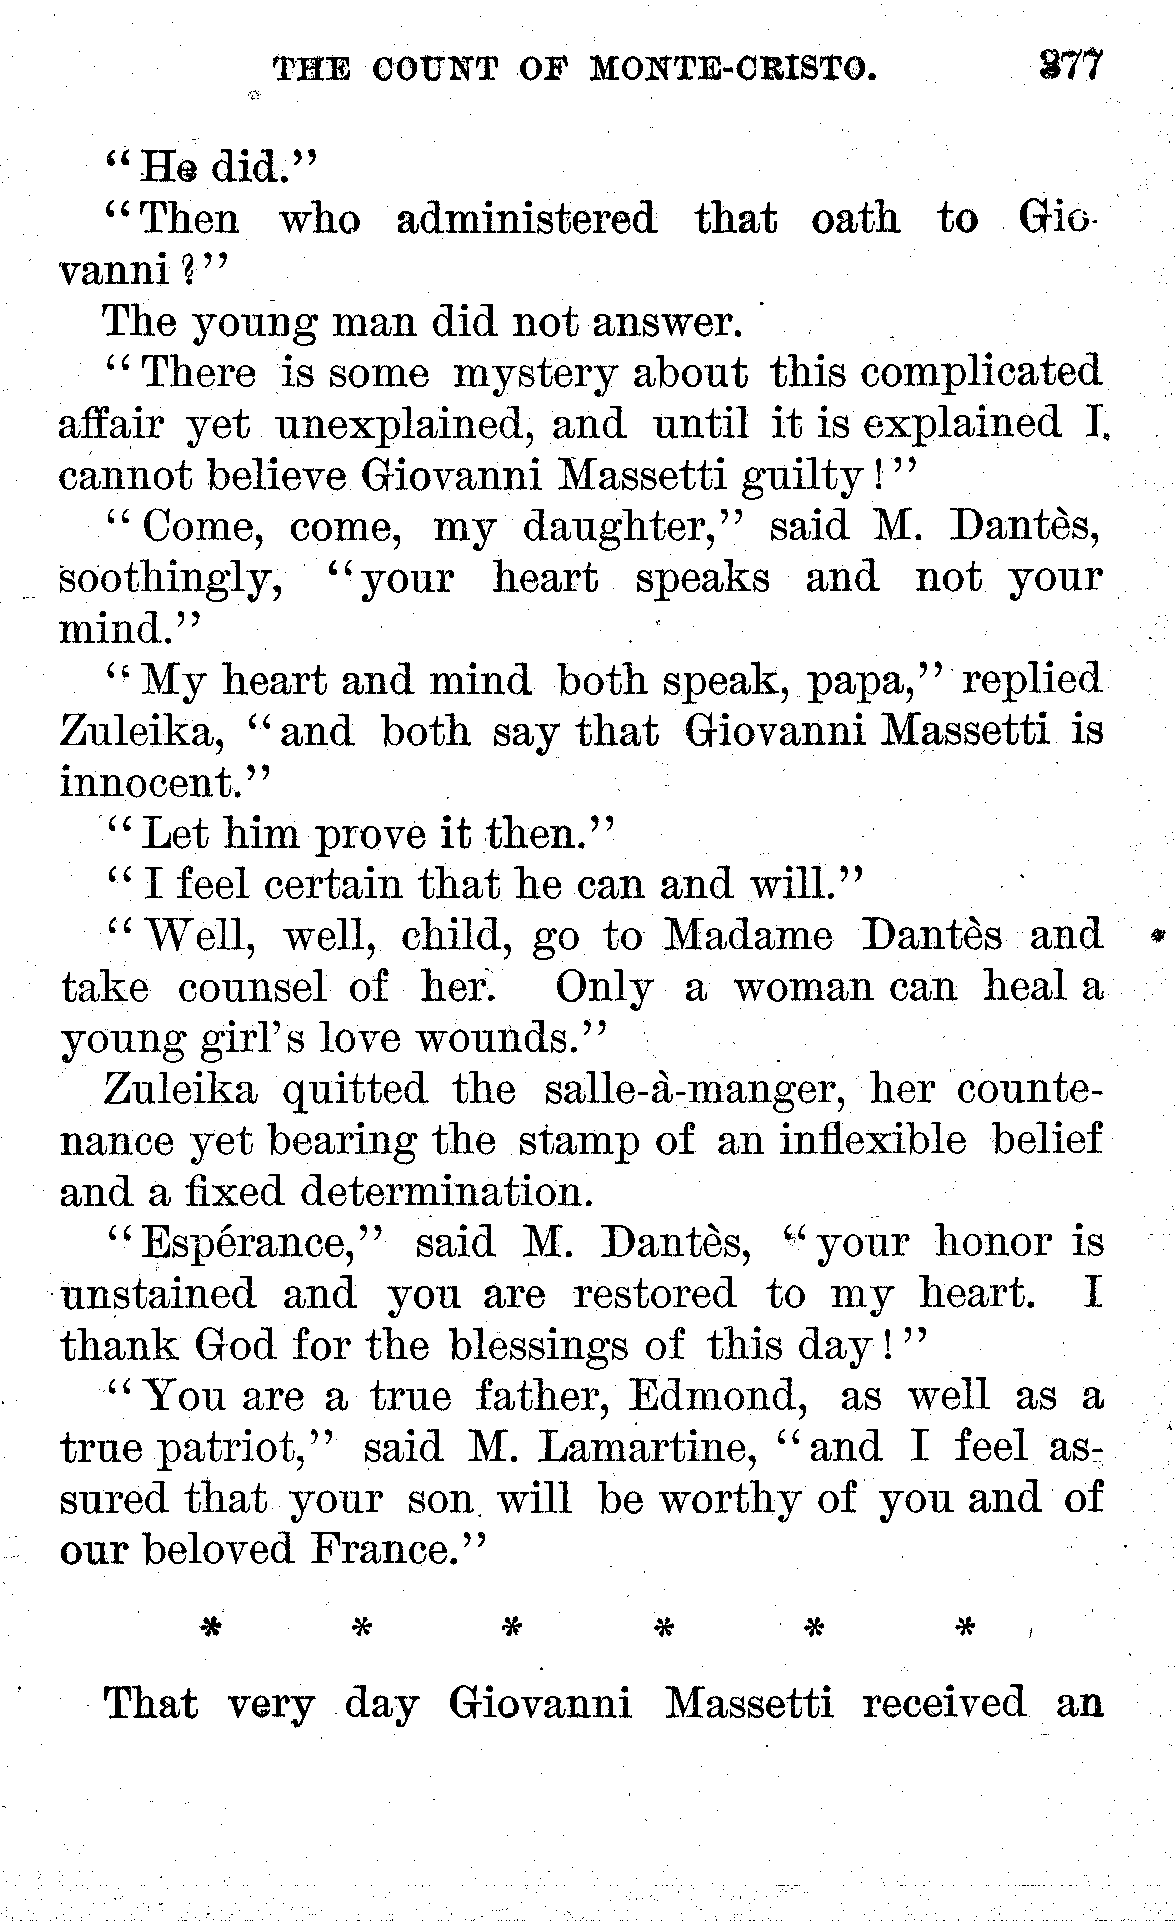 THE COUNT OF MONTE-CRISTO. 277
“He did.”
“Then who administered that oath to Gio-
vanni?”
The young man did not answer.
“There is some mystery about this complicated
affair yet unexplained, and until it is explained I
cannot believe Giovanni Massetti guilty!”
“Come, come, my daughter,” said M. Dantès,
soothingly, “your heart speaks and not your
mind.”
“My heart and mind both speak, papa,” replied
Zuleika, “and both say that Giovanni Massetti is
innocent.”
“Let him prove it then.”
“I feel certain that he can and will.”
“Well, well, child, go to Madame Dantès and
take counsel of her. Only a woman can heal a
young girl’s love wounds.”
Zuleika quitted the salle-à-manger, her counte-
nance yet bearing the stamp of an inflexible belief
and a fixed determination.
“Espérance,” said M. Dantès, “your honor is
unstained and you are restored to my heart. I
thank God for the blessings of this day!”
“You are a true father, Edmond, as well as a
true patriot,” said M. Lamartine, “and I feel as-
sured that your son will be worthy of you and of
our beloved France.”
* * * * * *
That very day Giovanni Massetti received an